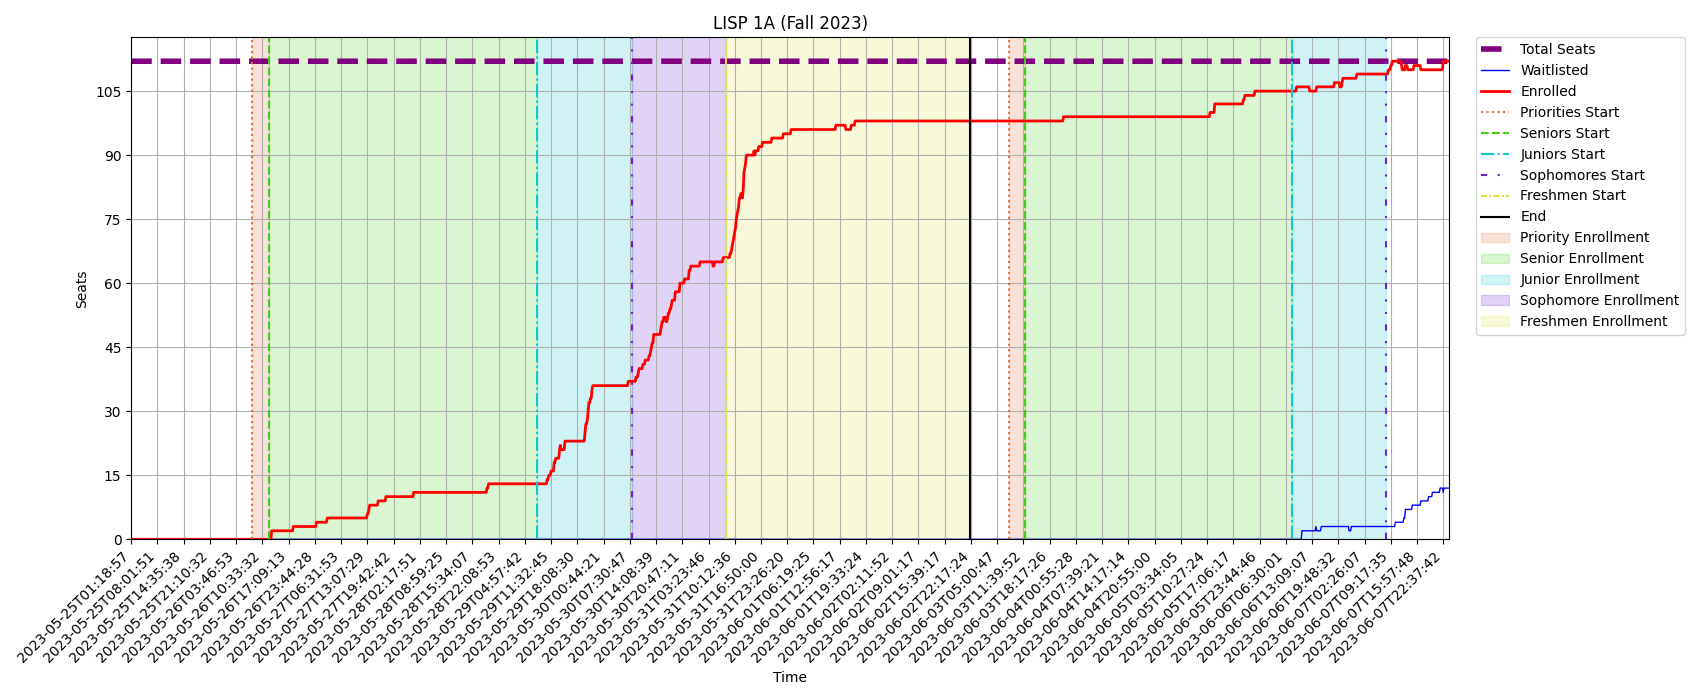 LISP 1A (Fall 2023)
Total Seats
Waitlisted
Enrolled
Priorities Start
Seniors Start
Juniors Start
Sophomores Start
Freshmen Start
End
Priority Enrollment
Senior Enrollment
Junior Enrollment
Sophomore Enrollment
Freshmen Enrollment
Seats
105
90
75
60
45
30
15
0
2023-05-25T01:18:57
2023-05-25T08:01:51
2023-05-25T14:35:38
2023-05-25T21:10:32
2023-05-26T03:46:53
2023-05-26T10:33:32
2023-05-26T17:09:13
2023-05-26T23:44:28
2023-05-27T06:31:53
2023-05-27T13:07:29
2023-05-27T19:42:42
2023-05-28T02:17:51
2023-05-28T08:59:25
2023-05-28T15:34:07
2023-05-28T22:08:53
2023-05-29T04:57:42
2023-05-29T11:32:45
2023-05-29T18:08:30
2023-05-30T00:44:21
2023-05-30T07:30:47
2023-05-30T14:08:39
2023-05-30T20:47:11
2023-05-31T03:23:46
2023-05-31T10:12:36
2023-05-31T16:50:00
2023-05-31T23:26:20
2023-06-01T06:19:25
2023-06-01T12:56:17
2023-06-01T19:33:24
2023-06-02T02:11:52
2023-06-02T09:01:17
2023-06-02T15:39:17
2023-06-02T22:17:24
2023-06-03T05:00:47
2023-06-03T11:39:52
2023-06-03T18:17:26
2023-06-04T00:55:28
2023-06-04T07:39:21
2023-06-04T14:17:14
2023-06-04T20:55:00
2023-06-05T03:34:05
2023-06-05T10:27:24
2023-06-05T17:06:17
2023-06-05T23:44:46
2023-06-06T06:30:01
2023-06-06T13:09:07
2023-06-06T19:48:32
2023-06-07T02:26:07
2023-06-07T09:17:35
2023-06-07T15:57:48
2023-06-07T22:37:42
Time